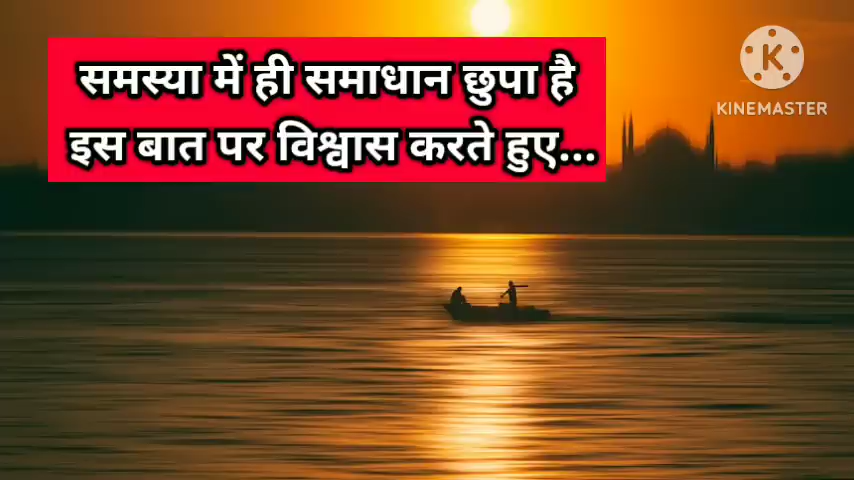 समस्या में ही समाधान छुपा है
इस बात पर विश्वास करते हुए...
K
KINEMASTER